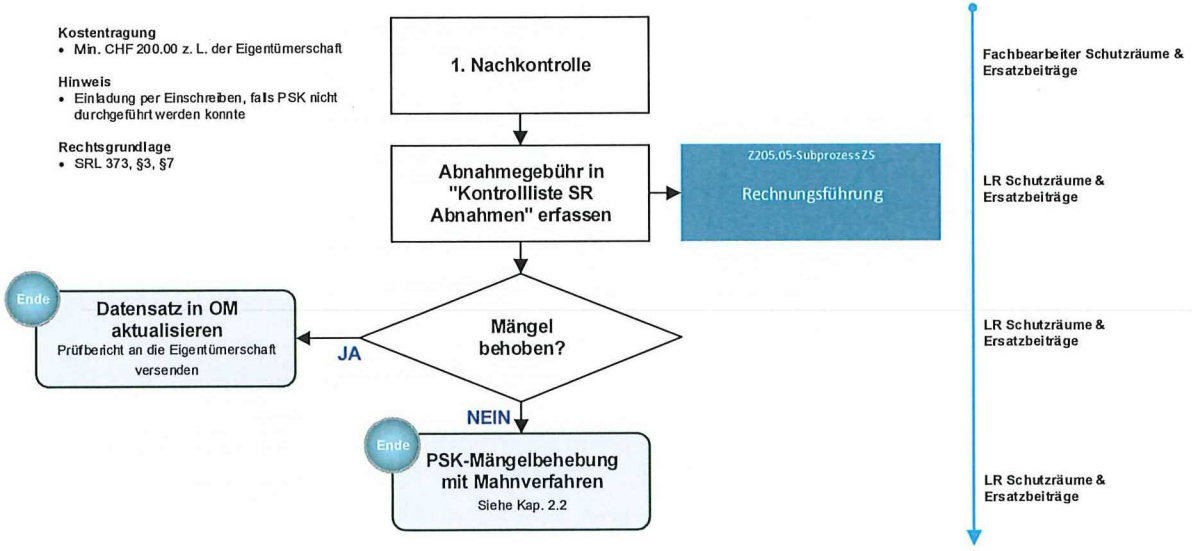 Kostentragung
• Min. CHF 200.00 z. L. der Eigentümerschaft
Hinweis
• Einladung per Einschreiben, falls PSK nicht
durchgeführt werden konnte
Rechtsgrundlage
• SRL 373, §3, §7
1. Nachkontrolle
Fachbearbeiter Schutzräume &
Ersatzbeiträge
Abnahmegebühr in
"Kontrollliste SR
Abnahmen" erfassen
Z205.05-Subprozess ZS
Rechnungsführung
LR Schutzräume &
Ersatzbeiträge
Ende
Datensatz in OM
aktualisieren
Prüfbericht an die Eigentümerschaft
versenden
JA
Mängel
behoben?
LR Schutzräume &
Ersatzbeiträge
NEIN
Ende
PSK-Mängelbehebung
mit Mahnverfahren
Siehe Kap. 2.2
LR Schutzräume &
Ersatzbeiträge